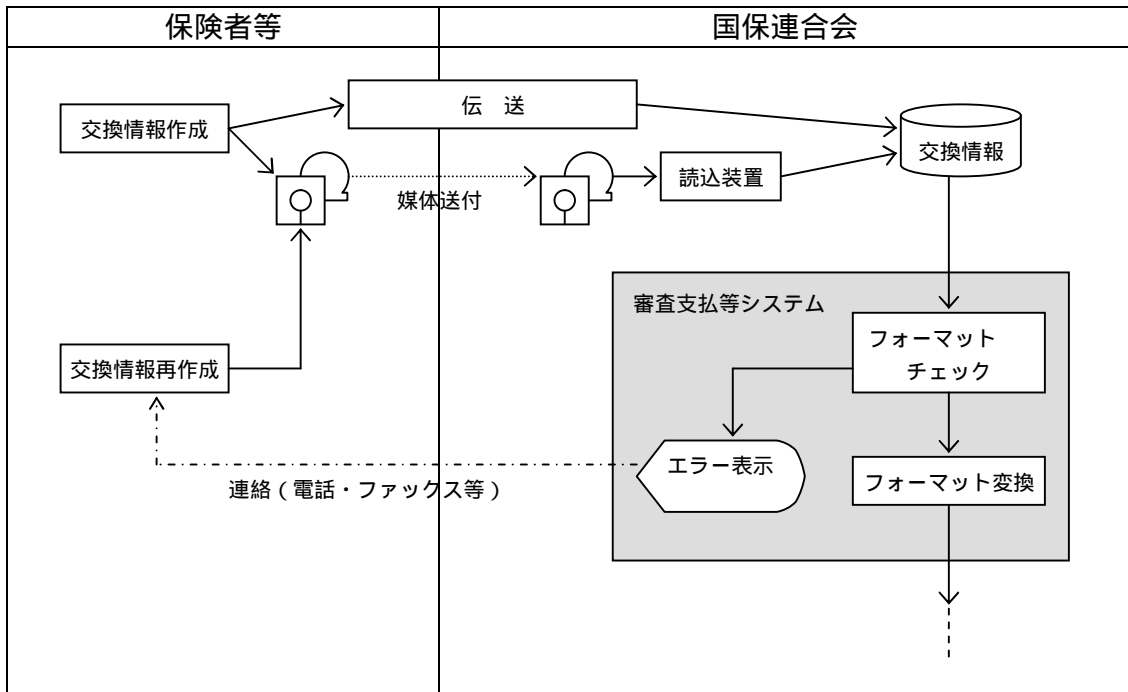 保険者等
国保連合会
伝　送
交換情報作成
交換情報
読込装置
媒体送付
審査支払等システム
フォーマット
チェック
交換情報再作成
エラー表示
フォーマット変換
連絡（電話・ファックス等）